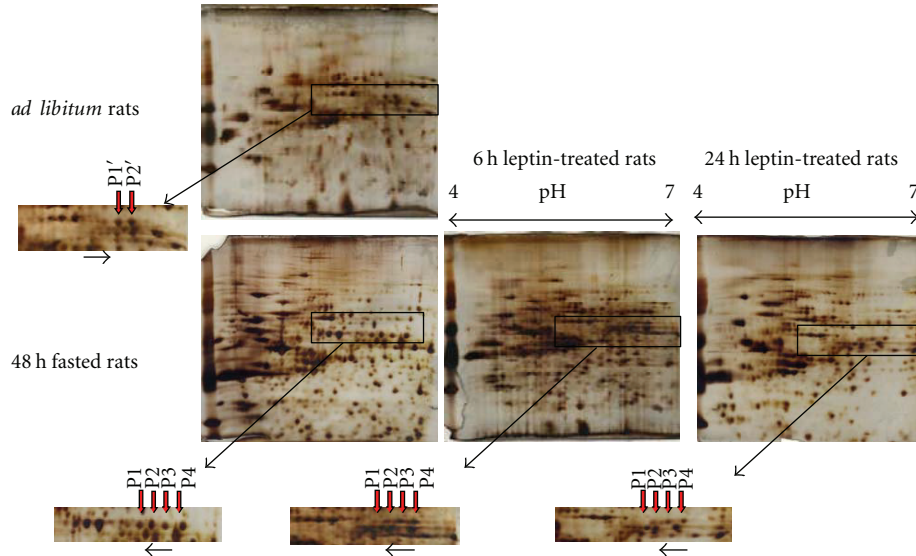 ad libitum rats
P1′
P2′
6 h leptin-treated rats
4 pH 7
24 h leptin-treated rats
4 pH 7
48 h fasted rats
P1
P2
P3
P4
P1
P2
P3
P4
P1
P2
P3
P4